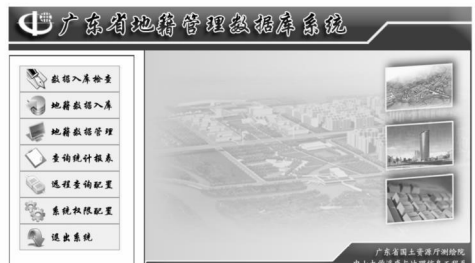 广东省地籍管理数据库系统
数据入库检查
地籍数据入库
地籍数据管理
查询统计报表
远程查询配置
系统权限配置
退出系统
广东省国土资源厅测绘院